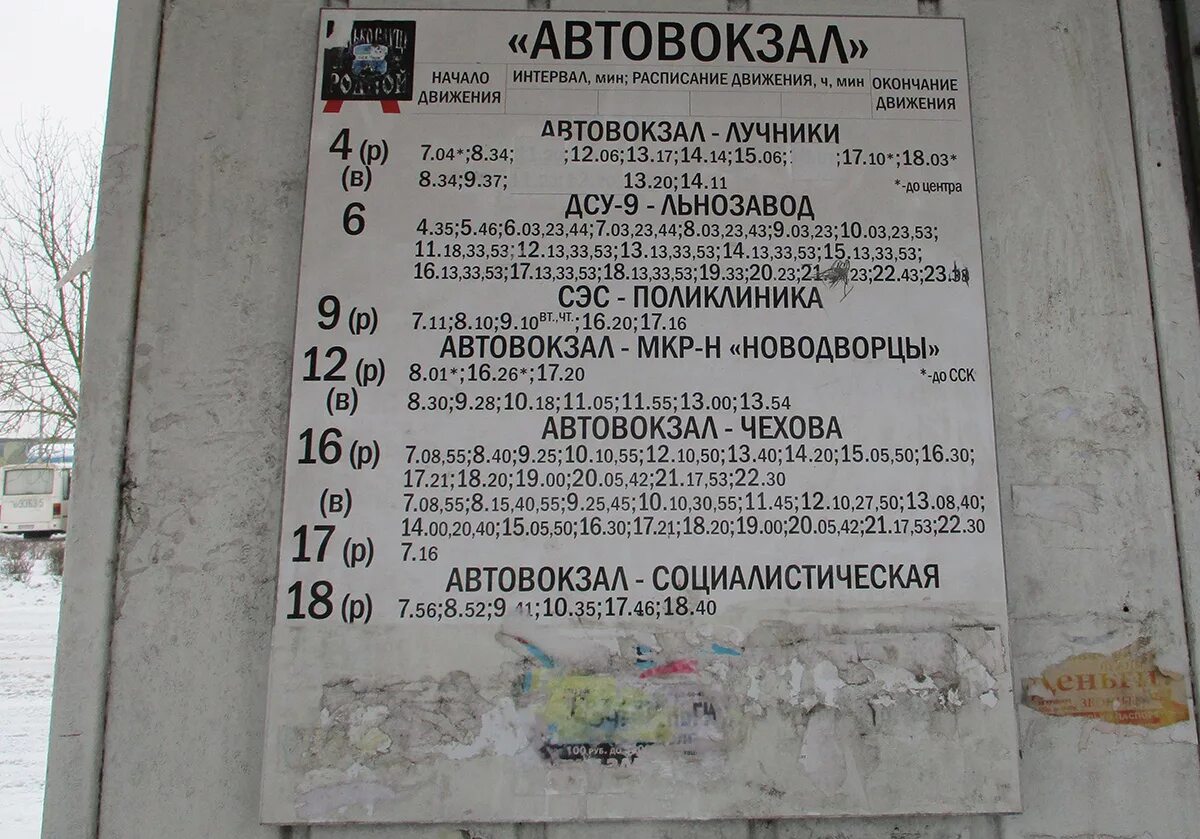 «АВТОВОКЗАЛ»
НАЧАЛО ДВИЖЕНИЯ
ИНТЕРВАЛ, мин; РАСПИСАНИЕ ДВИЖЕНИЯ, ч, мин
ОКОНЧАНИЕ ДВИЖЕНИЯ
АВТОВОКЗАЛ - ЛУЧНИКИ
4 (р) 7.04*;8.34; ;12.06;13.17;14.14;15.06; ;17.10*;18.03*
(в) 8.34;9.37; 13.20;14.11 *-до центра
ДСУ-9 - ЛЬНОЗАВОД
6 4.35;5.46;6.03,23,44;7.03,23,44;8.03,23,43;9.03,23;10.03,23,53;
11.18,33,53;12.13,33,53;13.13,33,53;14.13,33,53;15.13,33,53;
16.13,33,53;17.13,33,53;18.13,33,53;19.33;20.23;21 23;22.43;23.
СЭС - ПОЛИКЛИНИКА
9 (р) 7.11;8.10;9.10вт.,чт.;16.20;17.16
АВТОВОКЗАЛ - МКР-Н «НОВОДВОРЦЫ»
12 (р) 8.01*;16.26*;17.20 *-до ССК
(в) 8.30;9.28;10.18;11.05;11.55;13.00;13.54
АВТОВОКЗАЛ - ЧЕХОВА
16 (р) 7.08,55;8.40;9.25;10.10,55;12.10,50;13.40;14.20;15.05,50;16.30;
17.21;18.20;19.00;20.05,42;21.17,53;22.30
(в) 7.08,55;8.15,40,55;9.25,45;10.10,30,55;11.45;12.10,27,50;13.08,40;
14.00,20,40;15.05,50;16.30;17.21;18.20;19.00;20.05,42;21.17,53;22.30
17 (р) 7.16
АВТОВОКЗАЛ - СОЦИАЛИСТИЧЕСКАЯ
18 (р) 7.56;8.52;9 41;10.35;17.46;18.40
100 РУБ. ДО